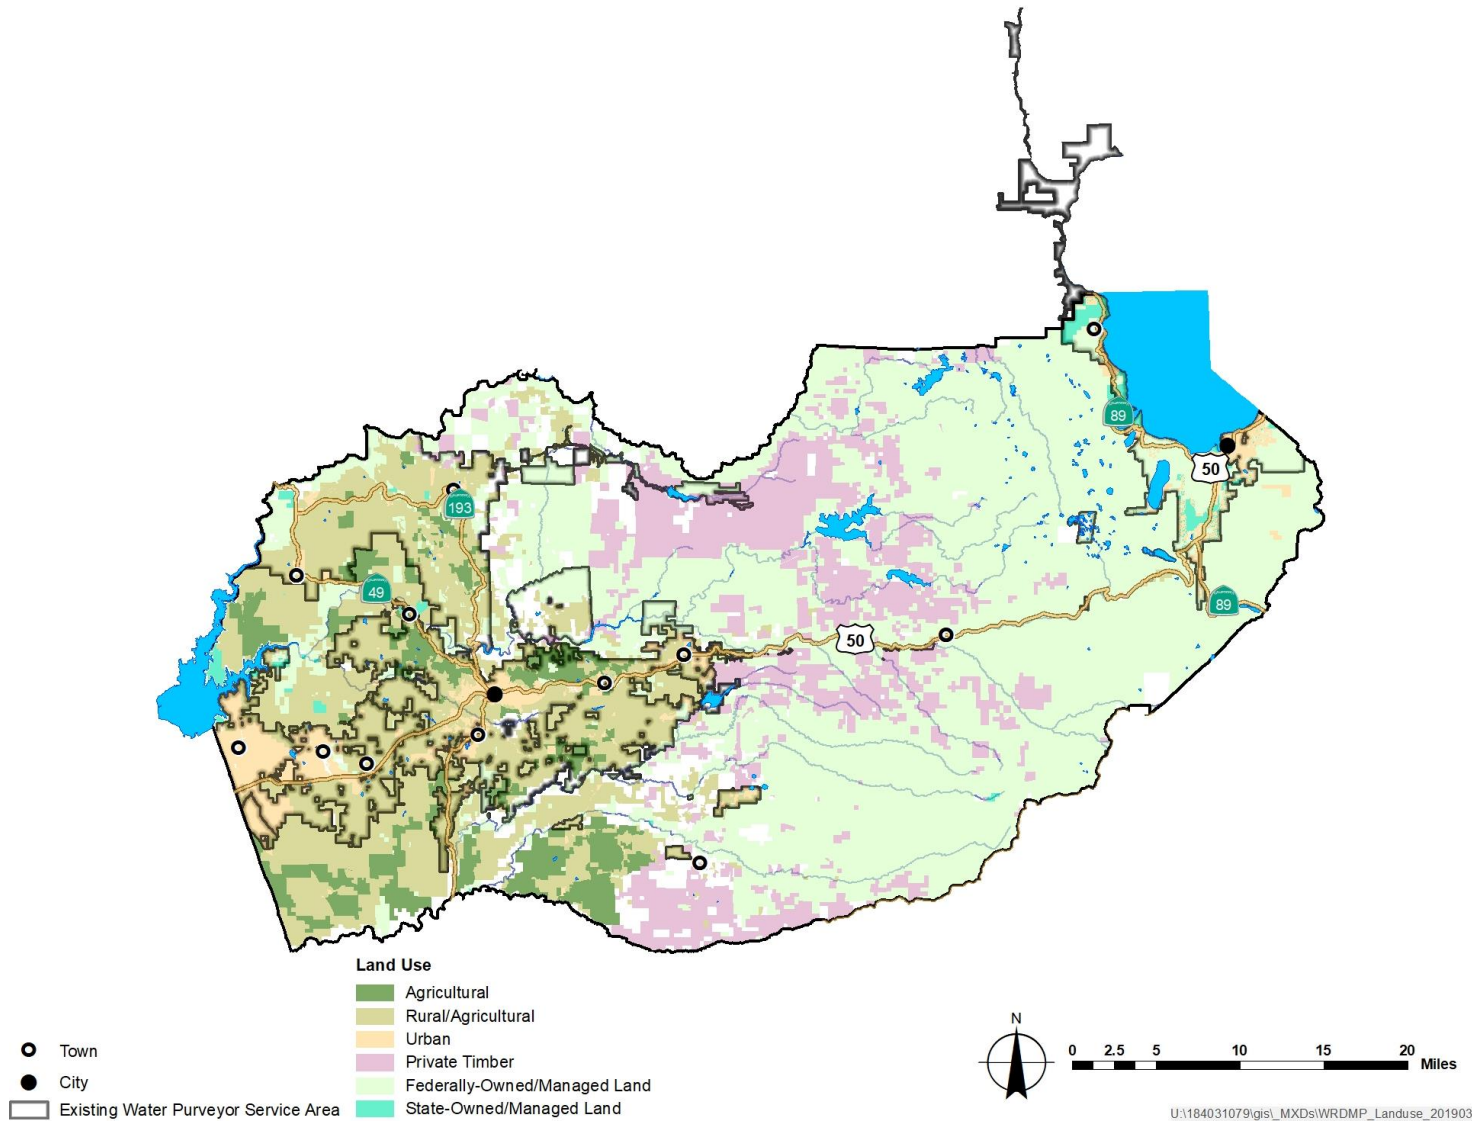 89
50
193
49
89
50
Land Use
Agricultural
Rural/Agricultural
Urban
Private Timber
Federally-Owned/Managed Land
State-Owned/Managed Land
Town
City
Existing Water Purveyor Service Area
N
0 2.5 5 10 15 20 Miles
U:\184031079\gis\_MXDs\WRDMP_Landuse_201903